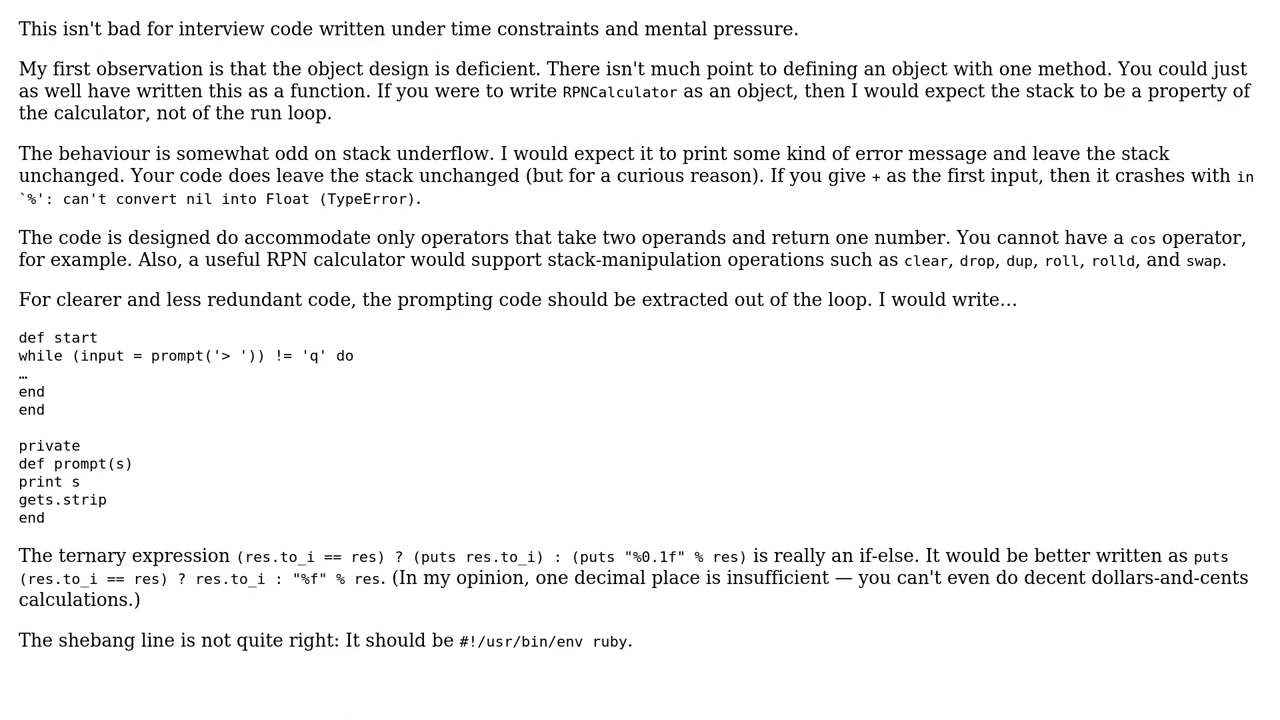 This isn't bad for interview code written under time constraints and mental pressure.
My first observation is that the object design is deficient. There isn't much point to defining an object with one method. You could just
as well have written this as a function. If you were to write RPNCalculator as an object, then I would expect the stack to be a property of
the calculator, not of the run loop.
The behaviour is somewhat odd on stack underflow. I would expect it to print some kind of error message and leave the stack
unchanged. Your code does leave the stack unchanged (but for a curious reason). If you give + as the first input, then it crashes with in
`%': can't convert nil into Float (TypeError).
The code is designed do accommodate only operators that take two operands and return one number. You cannot have a cos operator,
for example. Also, a useful RPN calculator would support stack-manipulation operations such as clear, drop, dup, roll, rolld, and swap.
For clearer and less redundant code, the prompting code should be extracted out of the loop. I would write…
def start
while (input = prompt('> ')) != 'q' do
…
end
end
private
def prompt(s)
print s
gets.strip
end
The ternary expression (res.to_i == res) ? (puts res.to_i) : (puts "%0.1f" % res) is really an if-else. It would be better written as puts
(res.to_i == res) ? res.to_i : "%f" % res. (In my opinion, one decimal place is insufficient — you can't even do decent dollars-and-cents
calculations.)
The shebang line is not quite right: It should be #!/usr/bin/env ruby.